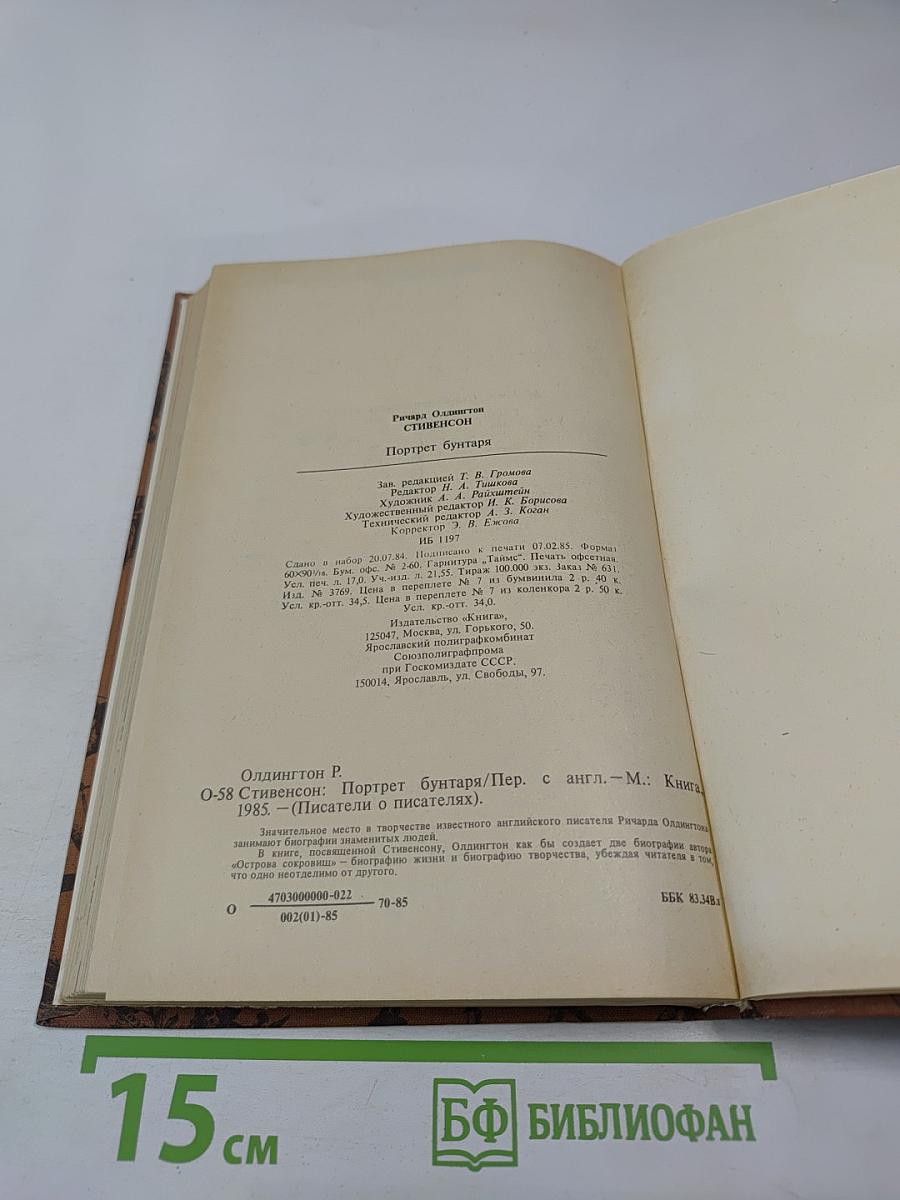 Ричард Олдингтон
СТИВЕНСОН
Портрет бунтаря
Зав. редакцией Т. В. Громова
Редактор Н. А. Тишкова
Художник А. А. Райхштейн
Художественный редактор И. К. Борисова
Технический редактор А. З. Коган
Корректор Э. В. Ежова
ИБ 1197
Сдано в набор 20.07.84. Подписано к печати 07.02.85. Формат
60×90¹/₁₆. Бум. офс. № 2-60. Гарнитура „Таймс“. Печать офсетная.
Усл. печ. л. 17,0. Уч.-изд. л. 21,55. Тираж 100.000 экз. Заказ № 631.
Изд. № 3769. Цена в переплете № 7 из бумвинила 2 р. 40 к.
Усл. кр.-отт. 34,5. Цена в переплете № 7 из коленкора 2 р. 50 к.
Усл. кр.-отт. 34,0.
Издательство «Книга»,
125047, Москва, ул. Горького, 50.
Ярославский полиграфкомбинат
Союзполиграфпрома
при Госкомиздате СССР.
150014, Ярославль, ул. Свободы, 97.
Олдингтон Р.
О-58 Стивенсон: Портрет бунтаря/Пер. с англ.—М.: Книга,
1985.—(Писатели о писателях).
Значительное место в творчестве известного английского писателя Ричарда Олдингтона
занимают биографии знаменитых людей.
В книге, посвященной Стивенсону, Олдингтон как бы создает две биографии автора
«Острова сокровищ» — биографию жизни и биографию творчества, убеждая читателя в том,
что одно неотделимо от другого.
О 4703000000-022 70-85
002(01)-85
ББК 83.34Вл
15 см
БФ БИБЛИОФАН